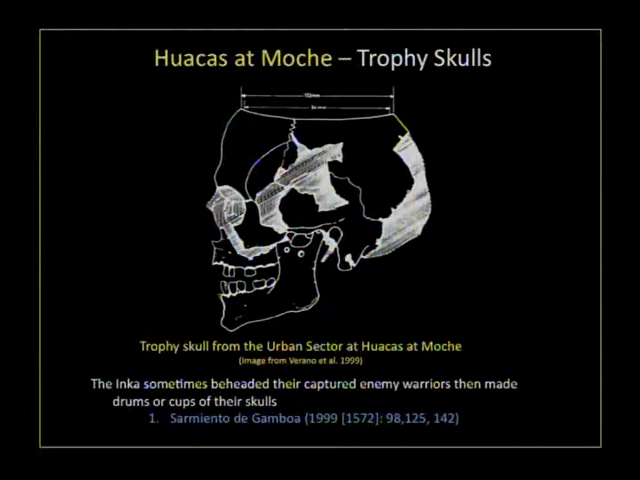 Huacas at Moche – Trophy Skulls
Trophy skull from the Urban Sector at Huacas at Moche
(Image from Verano et al. 1999)
The Inka sometimes beheaded their captured enemy warriors then made
drums or cups of their skulls
1. Sarmiento de Gamboa (1999 [1572]: 98,125, 142)